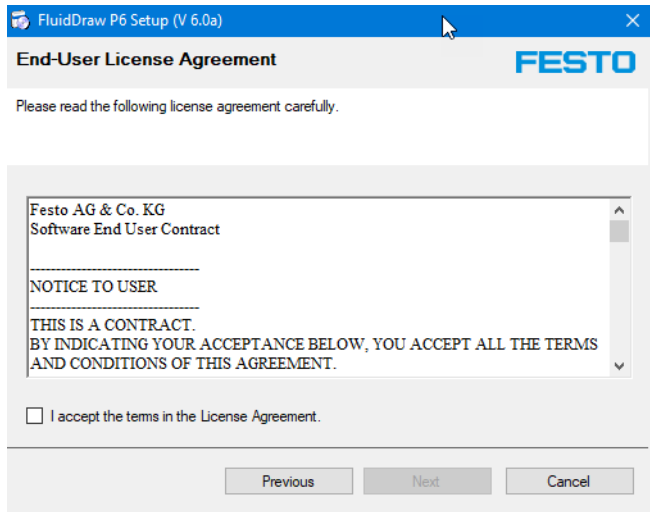 FluidDraw P6 Setup (V 6.0a)
End-User License Agreement
FESTO
Please read the following license agreement carefully.
Festo AG & Co. KG
Software End User Contract
--------------------------------
NOTICE TO USER
--------------------------------
THIS IS A CONTRACT.
BY INDICATING YOUR ACCEPTANCE BELOW, YOU ACCEPT ALL THE TERMS
AND CONDITIONS OF THIS AGREEMENT.
I accept the terms in the License Agreement.
Previous
Next
Cancel